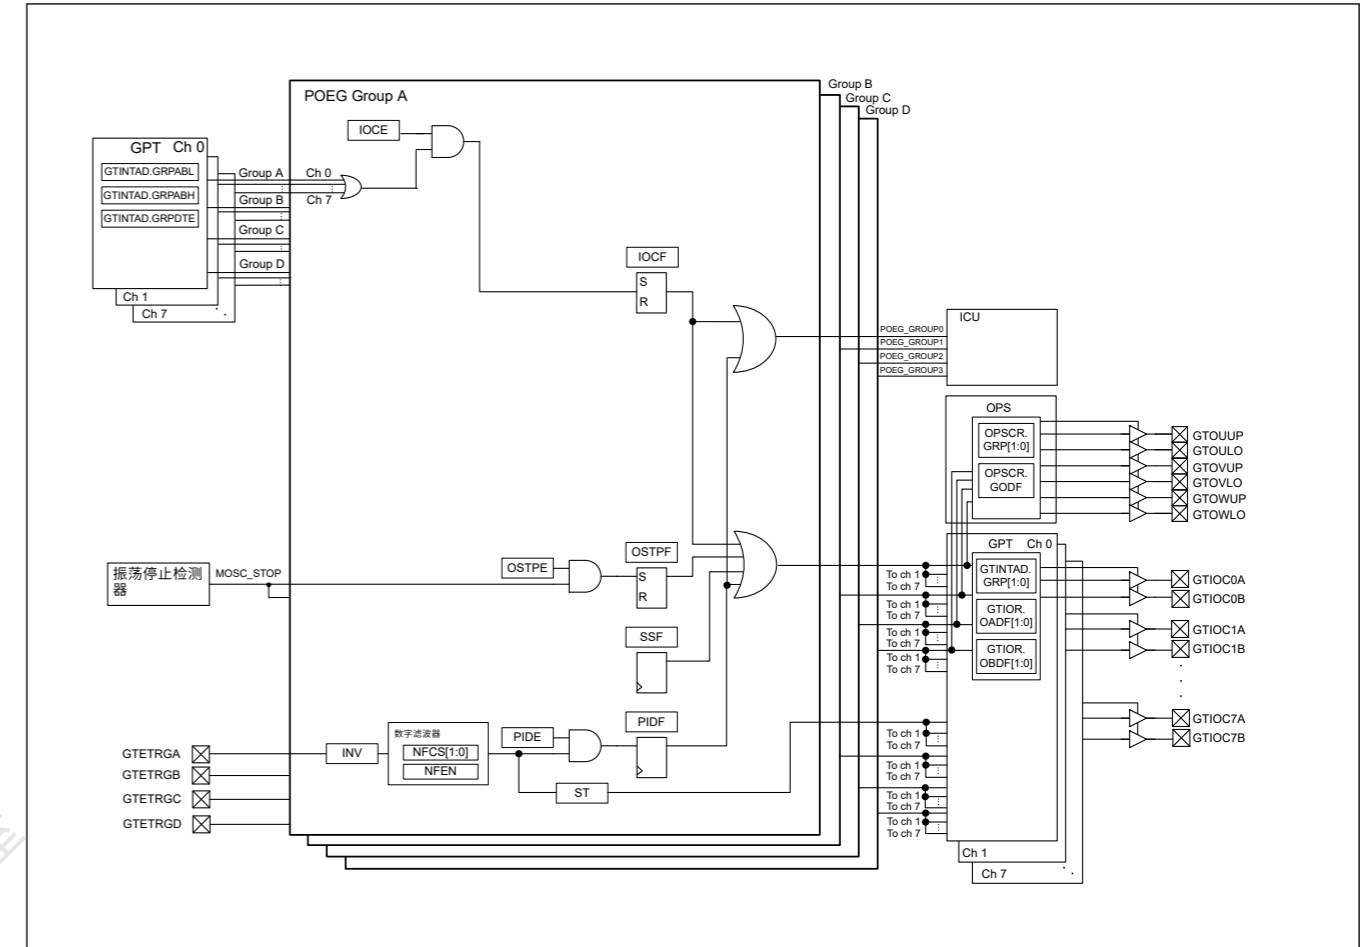 POEG Group A
Group B
Group C
Group D
IOCE
GPT Ch 0
GTINTAD.GRPABL
GTINTAD.GRPABH
GTINTAD.GRPDTE
Ch 1
Ch 7
Group A
Group B
Group C
Group D
Ch 0
Ch 7
IOCF
S
R
ICU
POEG_GROUP0
POEG_GROUP1
POEG_GROUP2
POEG_GROUP3
OPS
OPSCR.
GRP[1:0]
OPSCR.
GODF
GTOUUP
GTOULO
GTOVUP
GTOVLO
GTOWUP
GTOWLO
振荡停止检测
器
MOSC_STOP
OSTPE
OSTPF
S
R
SSF
GPT Ch 0
GTINTAD.
GRP[1:0]
GTIOR.
OADF[1:0]
GTIOR.
OBDF[1:0]
To ch 1
To ch 7
To ch 1
To ch 7
To ch 1
To ch 7
To ch 1
To ch 7
GTIOC0A
GTIOC0B
GTIOC1A
GTIOC1B
GTIOC7A
GTIOC7B
GTETRGA
GTETRGB
GTETRGC
GTETRGD
INV
数字滤波器
NFCS[1:0]
NFEN
PIDE
PIDF
ST
To ch 1
To ch 7
To ch 1
To ch 7
To ch 1
To ch 7
To ch 1
To ch 7
Ch 1
Ch 7